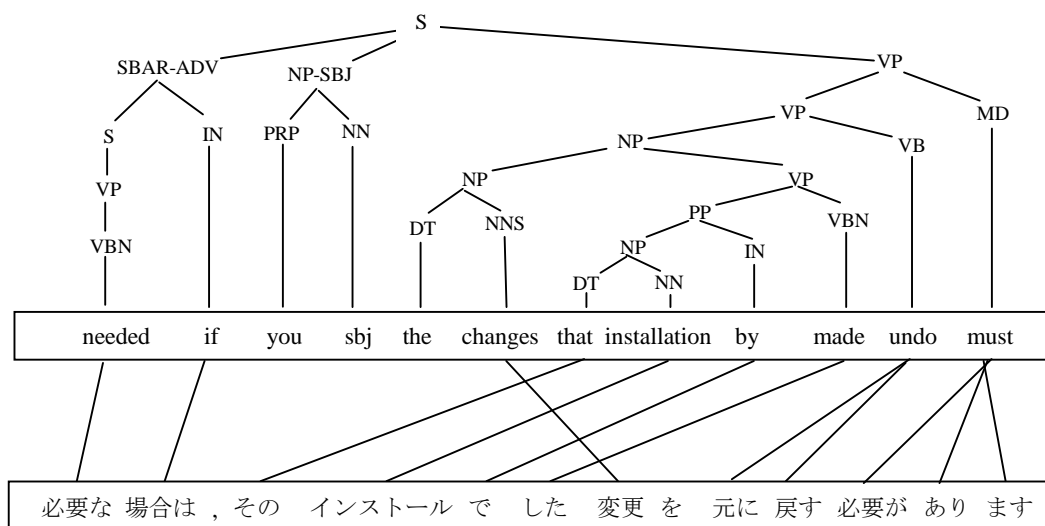 S
SBAR-ADV NP-SBJ VP
S IN PRP NN NP VP VB MD
VP NP VP
DT NNS PP VBN
VBN NP IN
DT NN
needed if you sbj the changes that installation by made undo must
必要な 場合は , その インストール で した 変更 を 元に 戻す 必要が あり ます